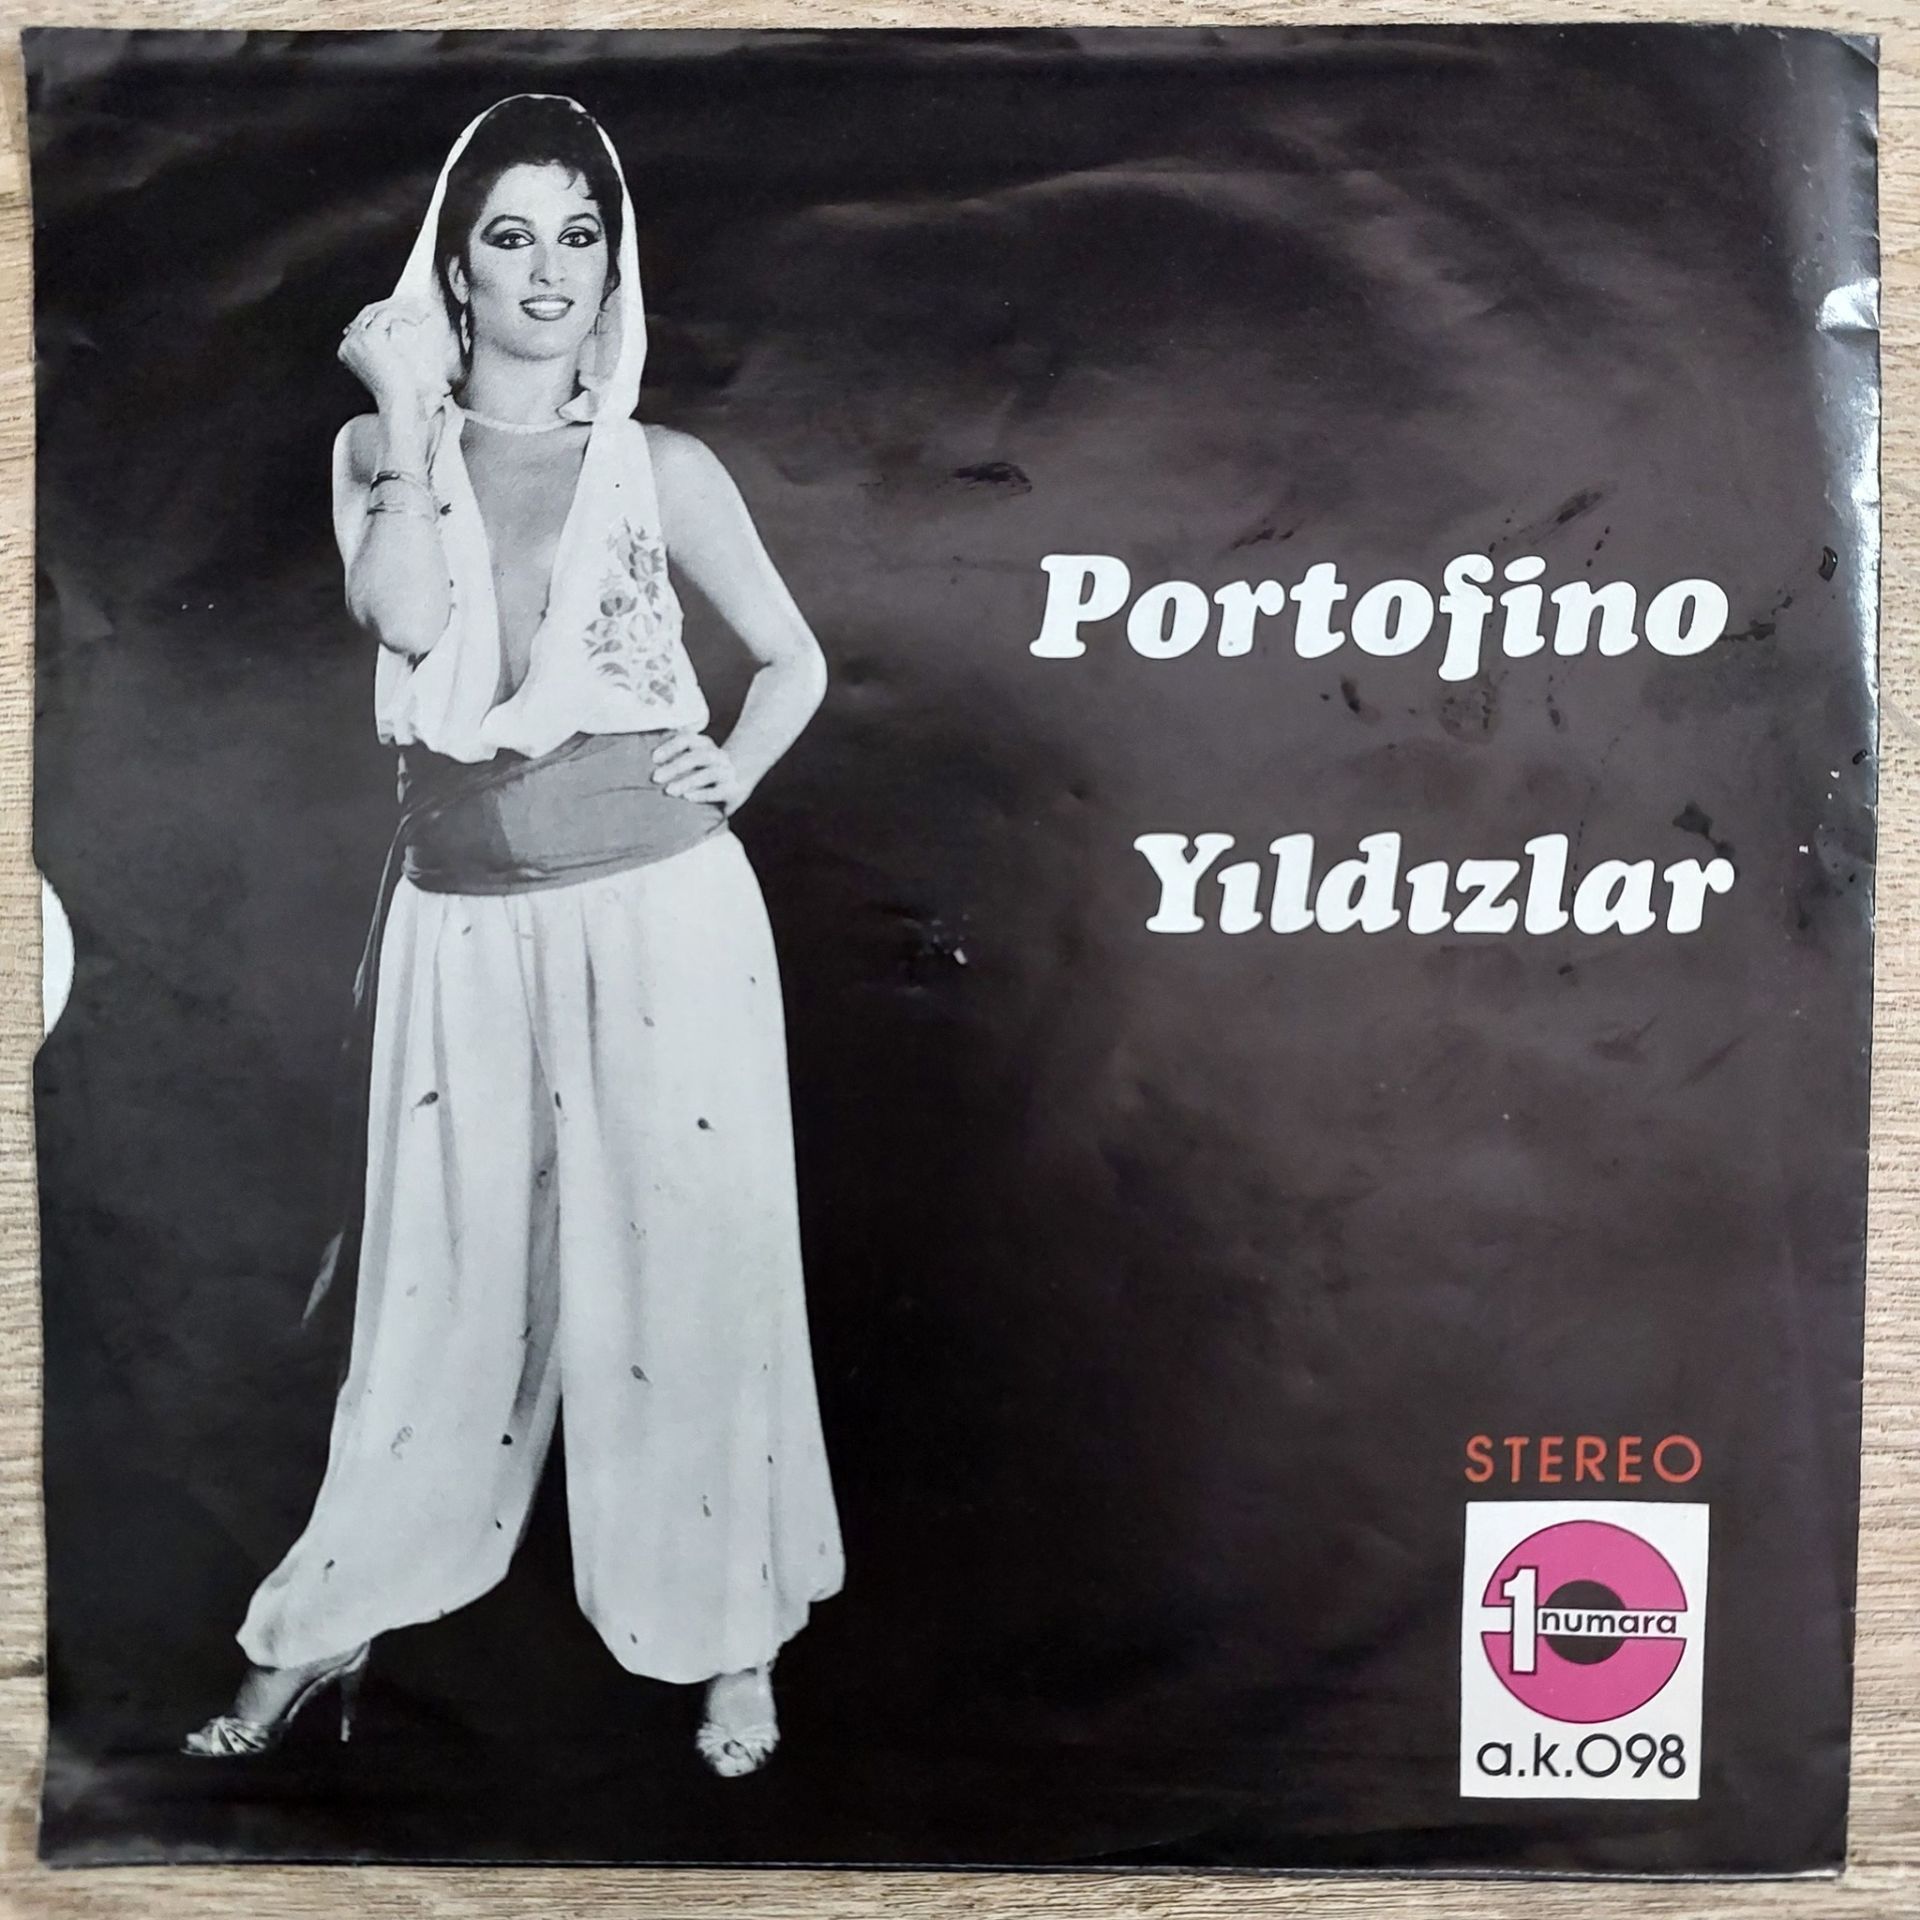 Portofino
Yıldızlar
STEREO
1 numara
a.k.098